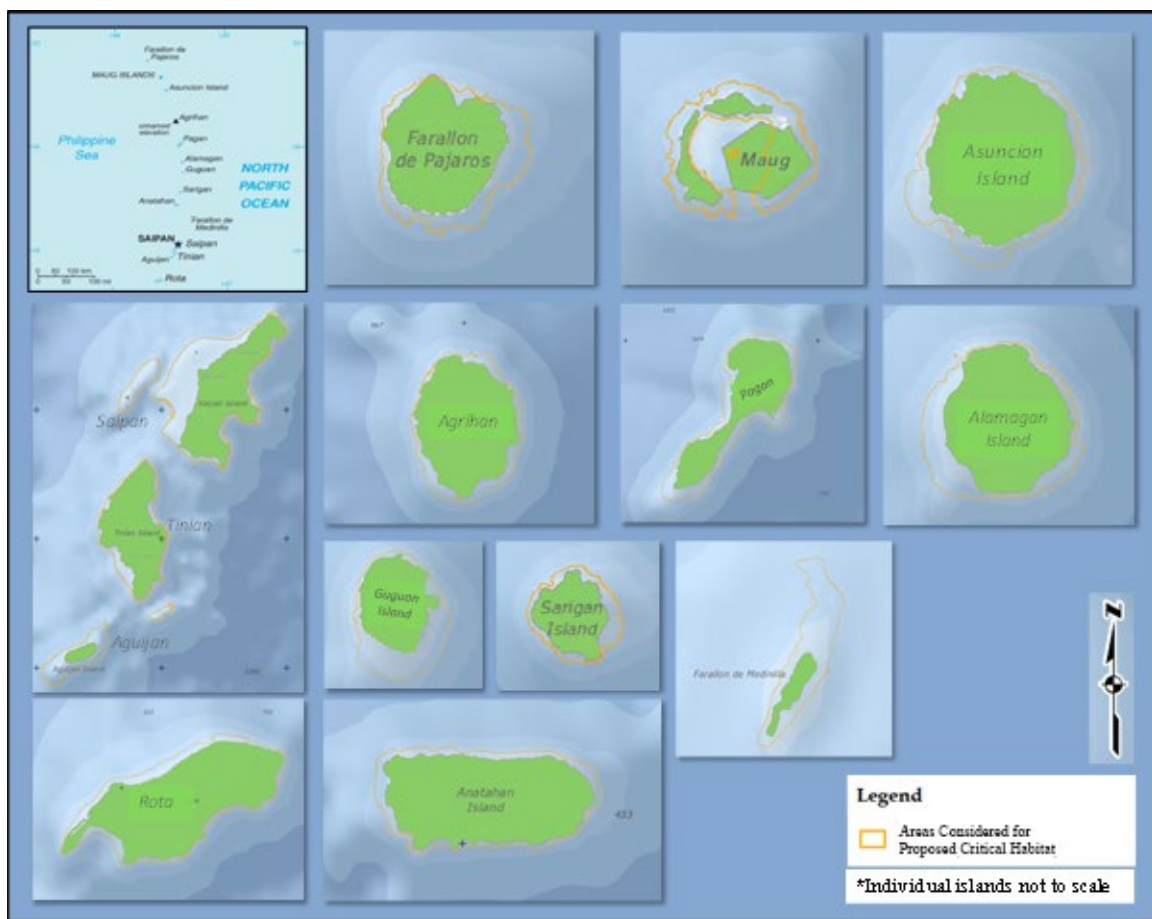 Farallon de
Pajaros
MAUG ISLANDS
Asuncion Island
Agrihan
unnamed
elevation
Philippine
Sea
Pagan
Alamagan
Guguan
NORTH
PACIFIC
OCEAN
Sarigan
Anatahan
Farallon de
Medinilla
SAIPAN
Saipan
Tinian
Aguijan
Rota
Farallon
de Pajaros
Maug
Asuncion
Island
Saipan
Saipan Island
Tinian
Tinian Island
Aguijan
Aguijan Island
Agrihan
Pagan
Alamagan
Island
Guguan
Island
Sarigan
Island
Farallon de Medinilla
Rota
Anatahan
Island
433
N
Legend
Areas Considered for
Proposed Critical Habitat
*Individual islands not to scale